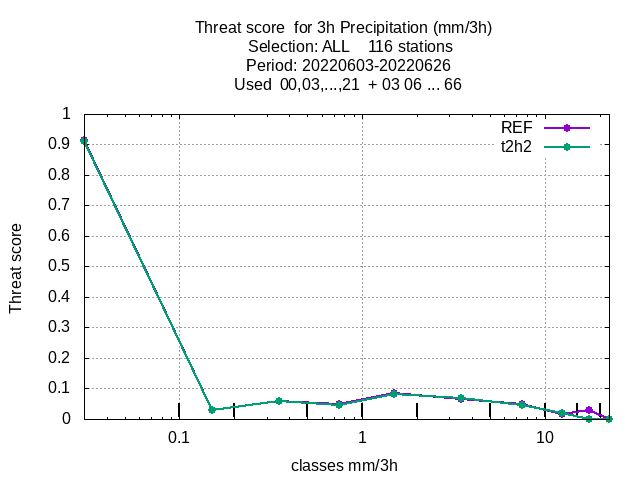 Threat score  for 3h Precipitation (mm/3h)
Selection: ALL    116 stations
Period: 20220603-20220626
Used  00,03,...,21  + 03 06 ... 66
REF
t2h2
1
0.9
0.8
0.7
0.6
0.5
0.4
0.3
0.2
0.1
0
Threat score
0.1
1
10
classes mm/3h